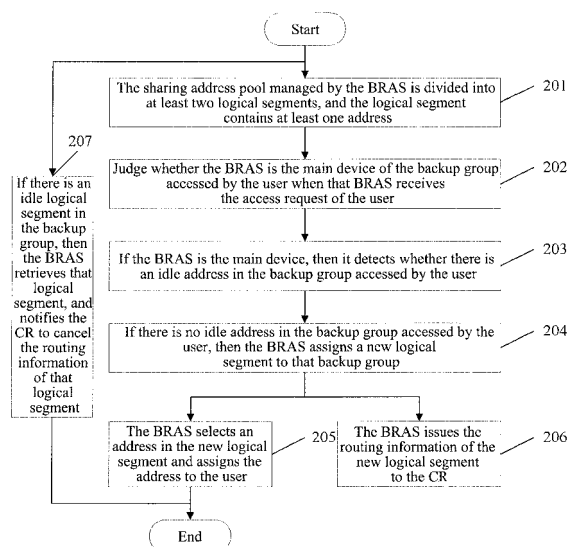 Start
The sharing address pool managed by the BRAS is divided into
at least two logical segments, and the logical segment
contains at least one address
201
207
If there is an
idle logical
segment in
the backup
group, then
the BRAS
retrieves that
logical
segment, and
notifies the
CR to cancel
the routing
information
of that
logical
segment
Judge whether the BRAS is the main device of the backup group
accessed by the user when that BRAS receives
the access request of the user
202
If the BRAS is the main device, then it detects whether there is
an idle address in the backup group accessed by the user
203
If there is no idle address in the backup group accessed by the
user, then the BRAS assigns a new logical
segment to that backup group
204
The BRAS selects an
address in the new logical
segment and assigns the
address to the user
205
The BRAS issues the
routing information of the
new logical segment
to the CR
206
End